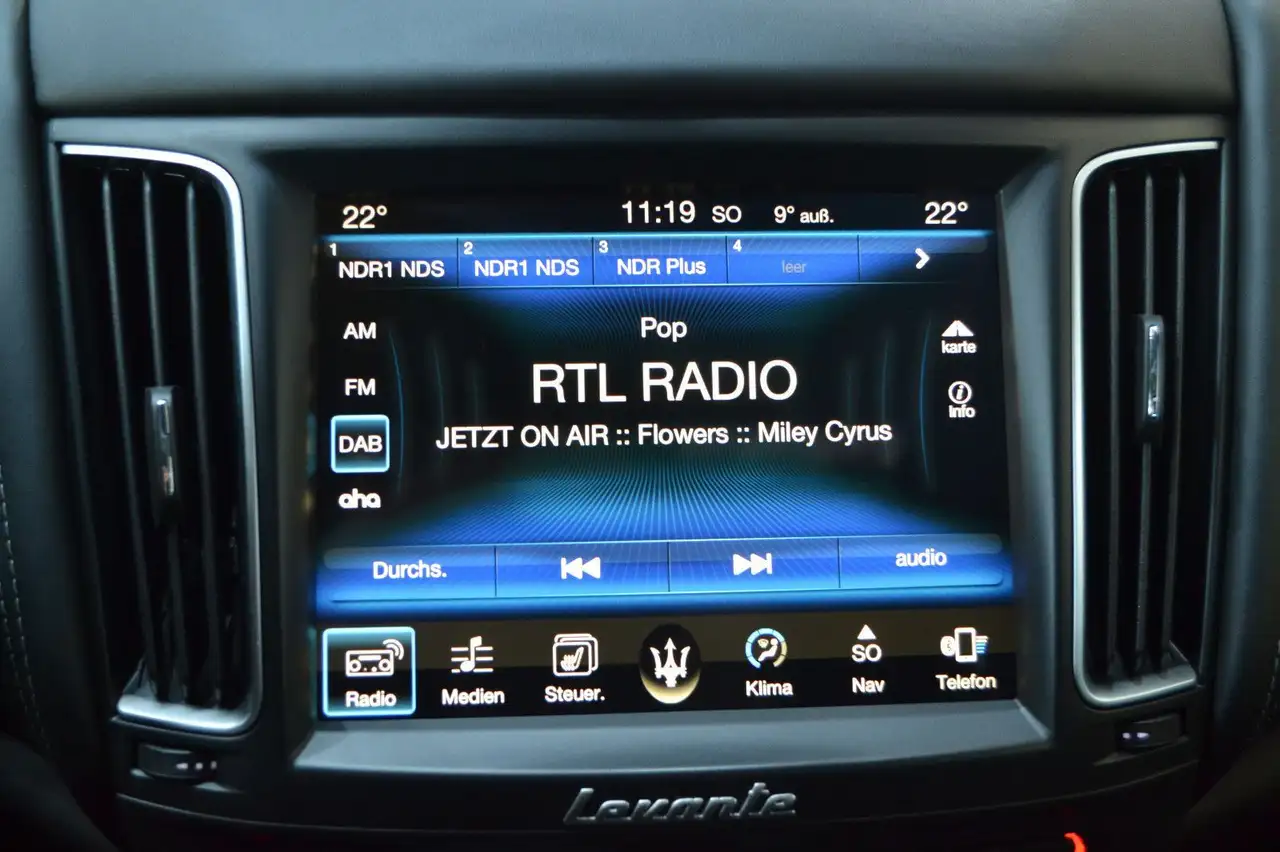 22° 11:19 SO 9° auß. 22°
1 NDR1 NDS 2 NDR1 NDS 3 NDR Plus 4 leer
Pop
AM
karte
RTL RADIO
FM
Info
JETZT ON AIR :: Flowers :: Miley Cyrus
DAB
aha
Durchs. audio
SO
Radio Medien Steuer. Klima Nav Telefon
Levante